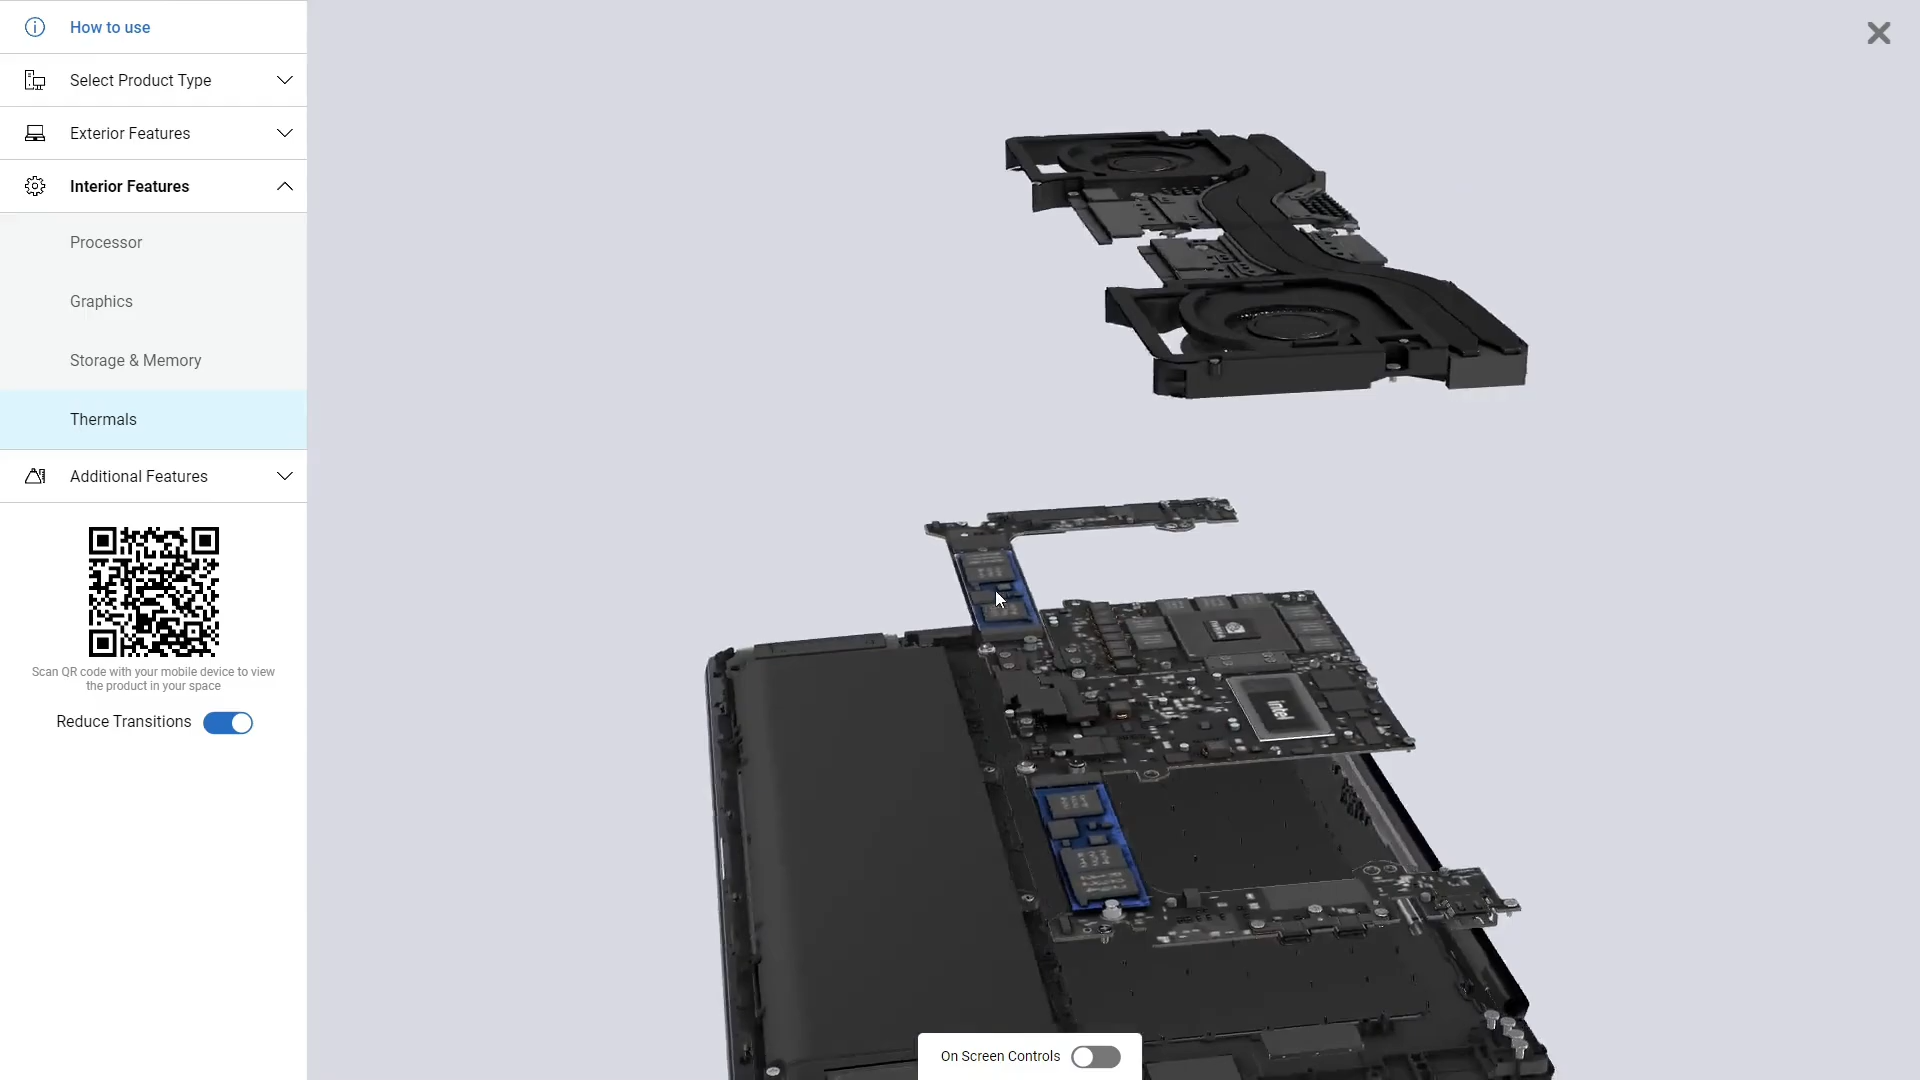 How to use
Select Product Type
Exterior Features
Interior Features
Processor
Graphics
Storage & Memory
Thermals
Additional Features
Scan QR code with your mobile device to view
the product in your space
Reduce Transitions
intel
On Screen Controls